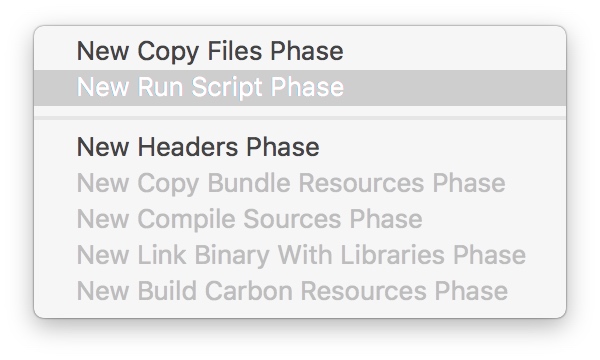 New Copy Files Phase
New Run Script Phase
New Headers Phase
New Copy Bundle Resources Phase
New Compile Sources Phase
New Link Binary With Libraries Phase
New Build Carbon Resources Phase